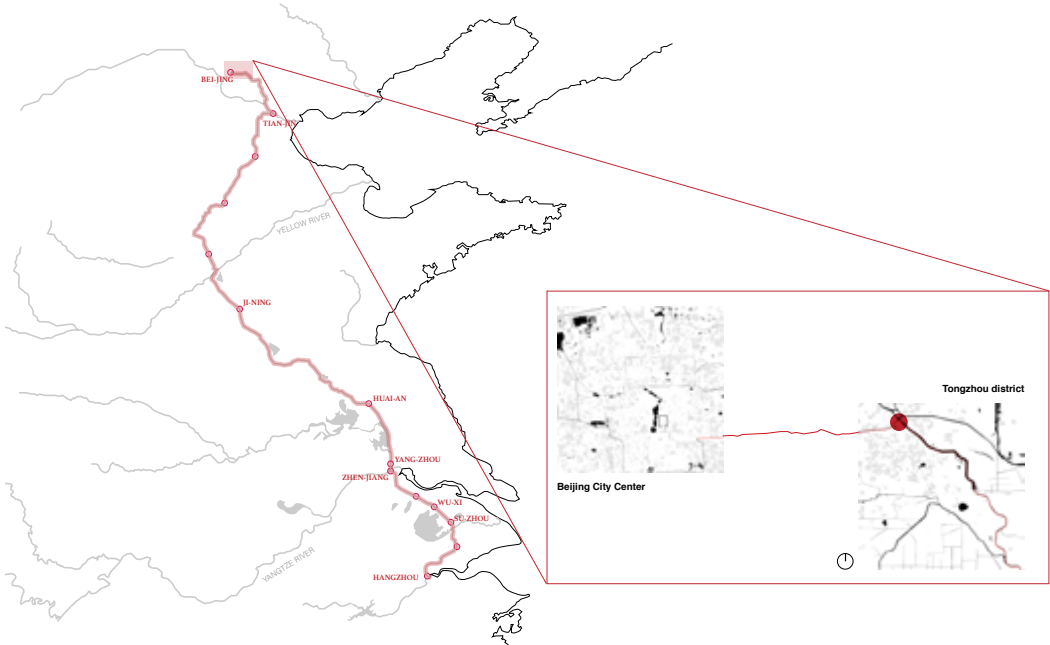 BEI-JING
TIAN-JIN
YELLOW RIVER
JI-NING
HUAI-AN
YANG-ZHOU
ZHEN-JIANG
WU-XI
SU-ZHOU
YANGTZE RIVER
HANGZHOU
Tongzhou district
Beijing City Center